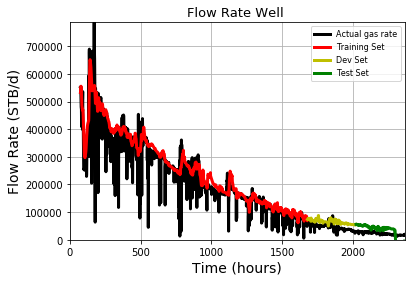 Flow Rate Well
Actual gas rate
Training Set
Dev Set
Test Set
Flow Rate (STB/d)
700000
600000
500000
400000
300000
200000
100000
0
0 500 1000 1500 2000
Time (hours)